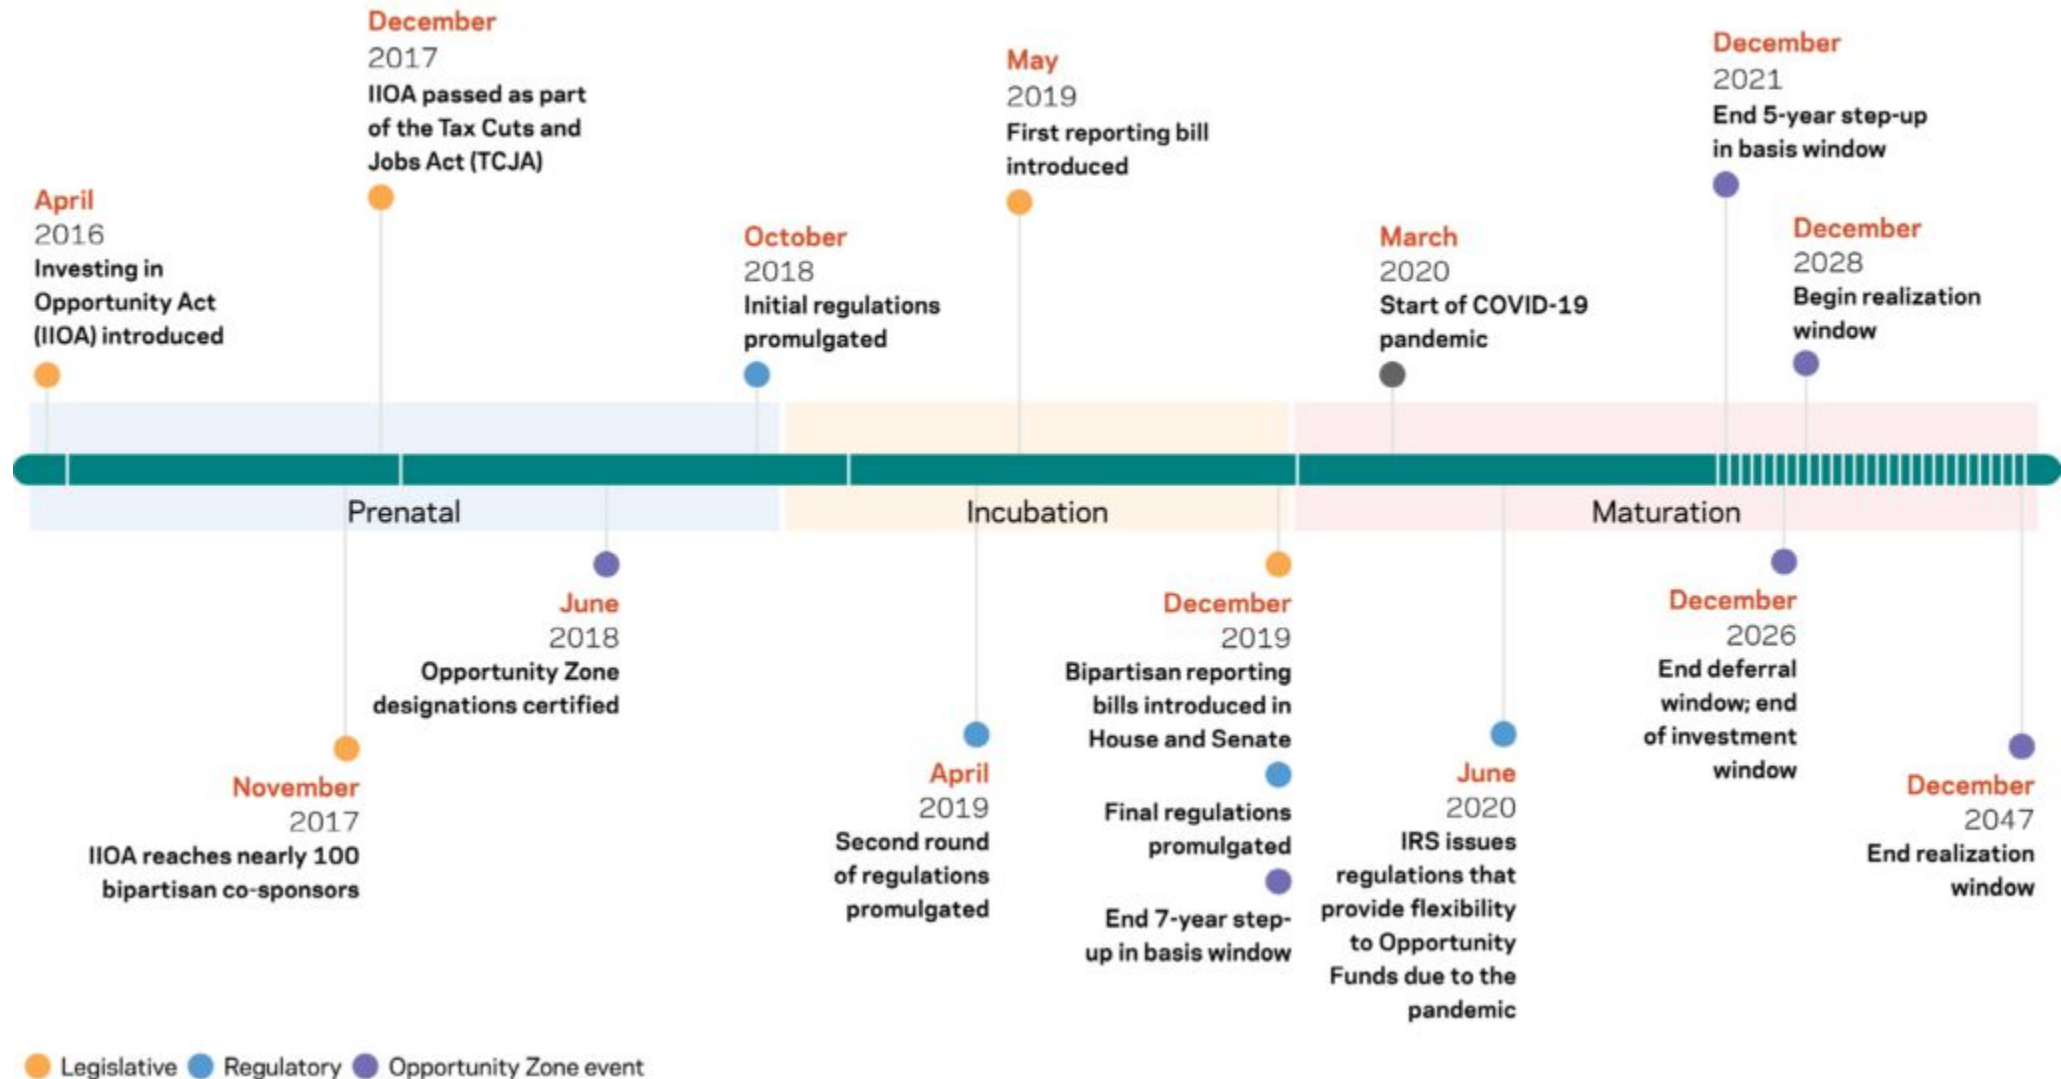 December
2017
IIOA passed as part
of the Tax Cuts and
Jobs Act (TCJA)
May
2019
First reporting bill
introduced
December
2021
End 5-year step-up
in basis window
April
2016
Investing in
Opportunity Act
(IIOA) introduced
October
2018
Initial regulations
promulgated
March
2020
Start of COVID-19
pandemic
December
2028
Begin realization
window
Prenatal
Incubation
Maturation
June
2018
Opportunity Zone
designations certified
November
2017
IIOA reaches nearly 100
bipartisan co-sponsors
April
2019
Second round
of regulations
promulgated
December
2019
Bipartisan reporting
bills introduced in
House and Senate
Final regulations
promulgated
End 7-year step-
up in basis window
June
2020
IRS issues
regulations that
provide flexibility
to Opportunity
Funds due to the
pandemic
December
2026
End deferral
window; end
of investment
window
December
2047
End realization
window
Legislative Regulatory Opportunity Zone event